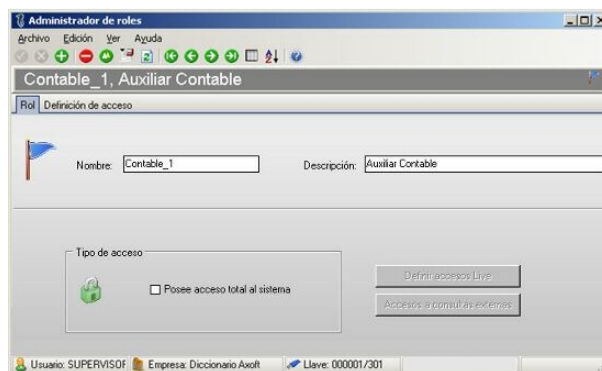 Administrador de roles
Archivo Edición Ver Ayuda
Contable_1, Auxiliar Contable
Rol Definición de acceso
Nombre: Contable_1 Descripción: Auxiliar Contable
Tipo de acceso
Posee acceso total al sistema
Definir accesos Live
Accesos a consultas externas
Usuario: SUPERVISOF Empresa: Diccionario Axoft Llave: 000001/301